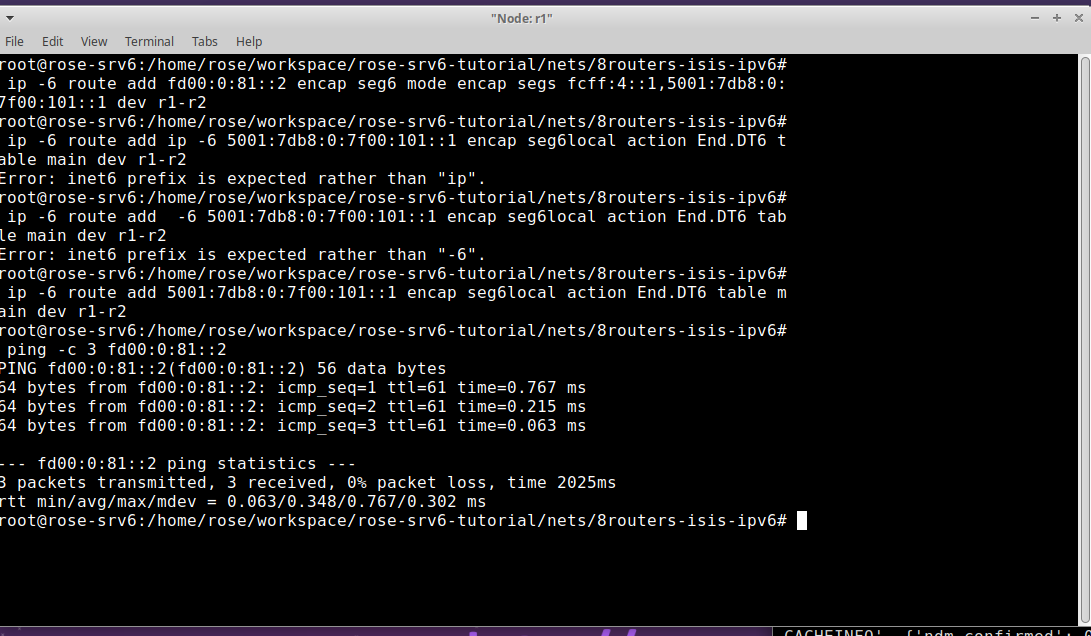 "Node: r1"
File Edit View Terminal Tabs Help
root@rose-srv6:/home/rose/workspace/rose-srv6-tutorial/nets/8routers-isis-ipv6#
ip -6 route add fd00:0:81::2 encap seg6 mode encap segs fcff:4::1,5001:7db8:0:
7f00:101::1 dev r1-r2
root@rose-srv6:/home/rose/workspace/rose-srv6-tutorial/nets/8routers-isis-ipv6#
ip -6 route add ip -6 5001:7db8:0:7f00:101::1 encap seg6local action End.DT6 t
able main dev r1-r2
Error: inet6 prefix is expected rather than "ip".
root@rose-srv6:/home/rose/workspace/rose-srv6-tutorial/nets/8routers-isis-ipv6#
ip -6 route add  -6 5001:7db8:0:7f00:101::1 encap seg6local action End.DT6 tab
le main dev r1-r2
Error: inet6 prefix is expected rather than "-6".
root@rose-srv6:/home/rose/workspace/rose-srv6-tutorial/nets/8routers-isis-ipv6#
ip -6 route add 5001:7db8:0:7f00:101::1 encap seg6local action End.DT6 table m
ain dev r1-r2
root@rose-srv6:/home/rose/workspace/rose-srv6-tutorial/nets/8routers-isis-ipv6#
ping -c 3 fd00:0:81::2
PING fd00:0:81::2(fd00:0:81::2) 56 data bytes
64 bytes from fd00:0:81::2: icmp_seq=1 ttl=61 time=0.767 ms
64 bytes from fd00:0:81::2: icmp_seq=2 ttl=61 time=0.215 ms
64 bytes from fd00:0:81::2: icmp_seq=3 ttl=61 time=0.063 ms
--- fd00:0:81::2 ping statistics ---
3 packets transmitted, 3 received, 0% packet loss, time 2025ms
rtt min/avg/max/mdev = 0.063/0.348/0.767/0.302 ms
root@rose-srv6:/home/rose/workspace/rose-srv6-tutorial/nets/8routers-isis-ipv6#
CACHEINFO', {'ndm_confirmed':